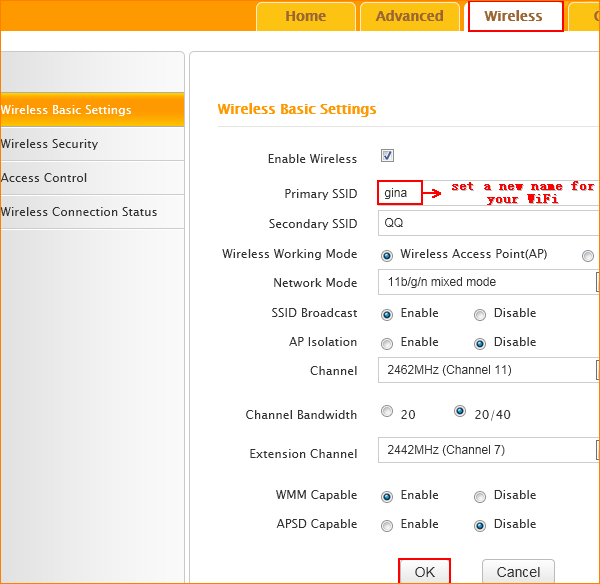 Home Advanced Wireless
Wireless Basic Settings
Wireless Security
Access Control
Wireless Connection Status
Wireless Basic Settings
Enable Wireless
Primary SSID gina set a new name for
your WiFi
Secondary SSID QQ
Wireless Working Mode Wireless Access Point(AP)
Network Mode 11b/g/n mixed mode
SSID Broadcast Enable Disable
AP Isolation Enable Disable
Channel 2462MHz (Channel 11)
Channel Bandwidth 20 20/40
Extension Channel 2442MHz (Channel 7)
WMM Capable Enable Disable
APSD Capable Enable Disable
OK Cancel